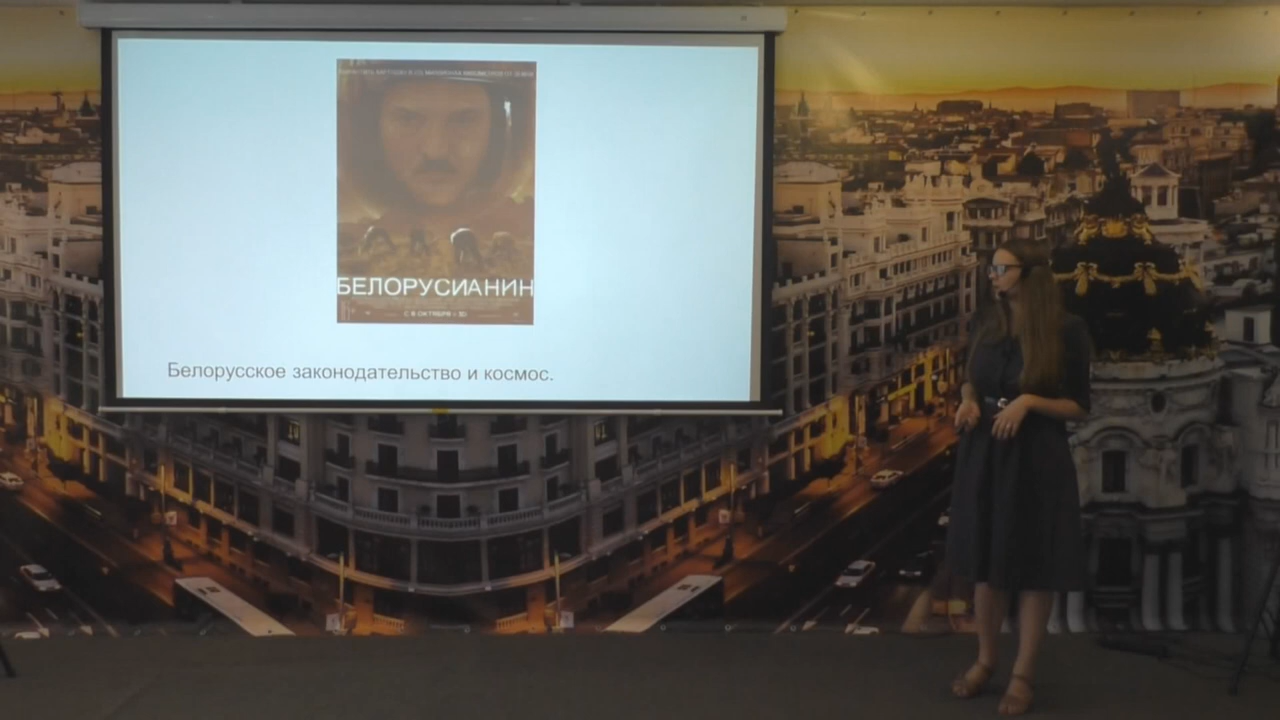 БЕЛОРУСИАНИН
С 8 ОКТЯБРЯ
Белорусское законодательство и космос.